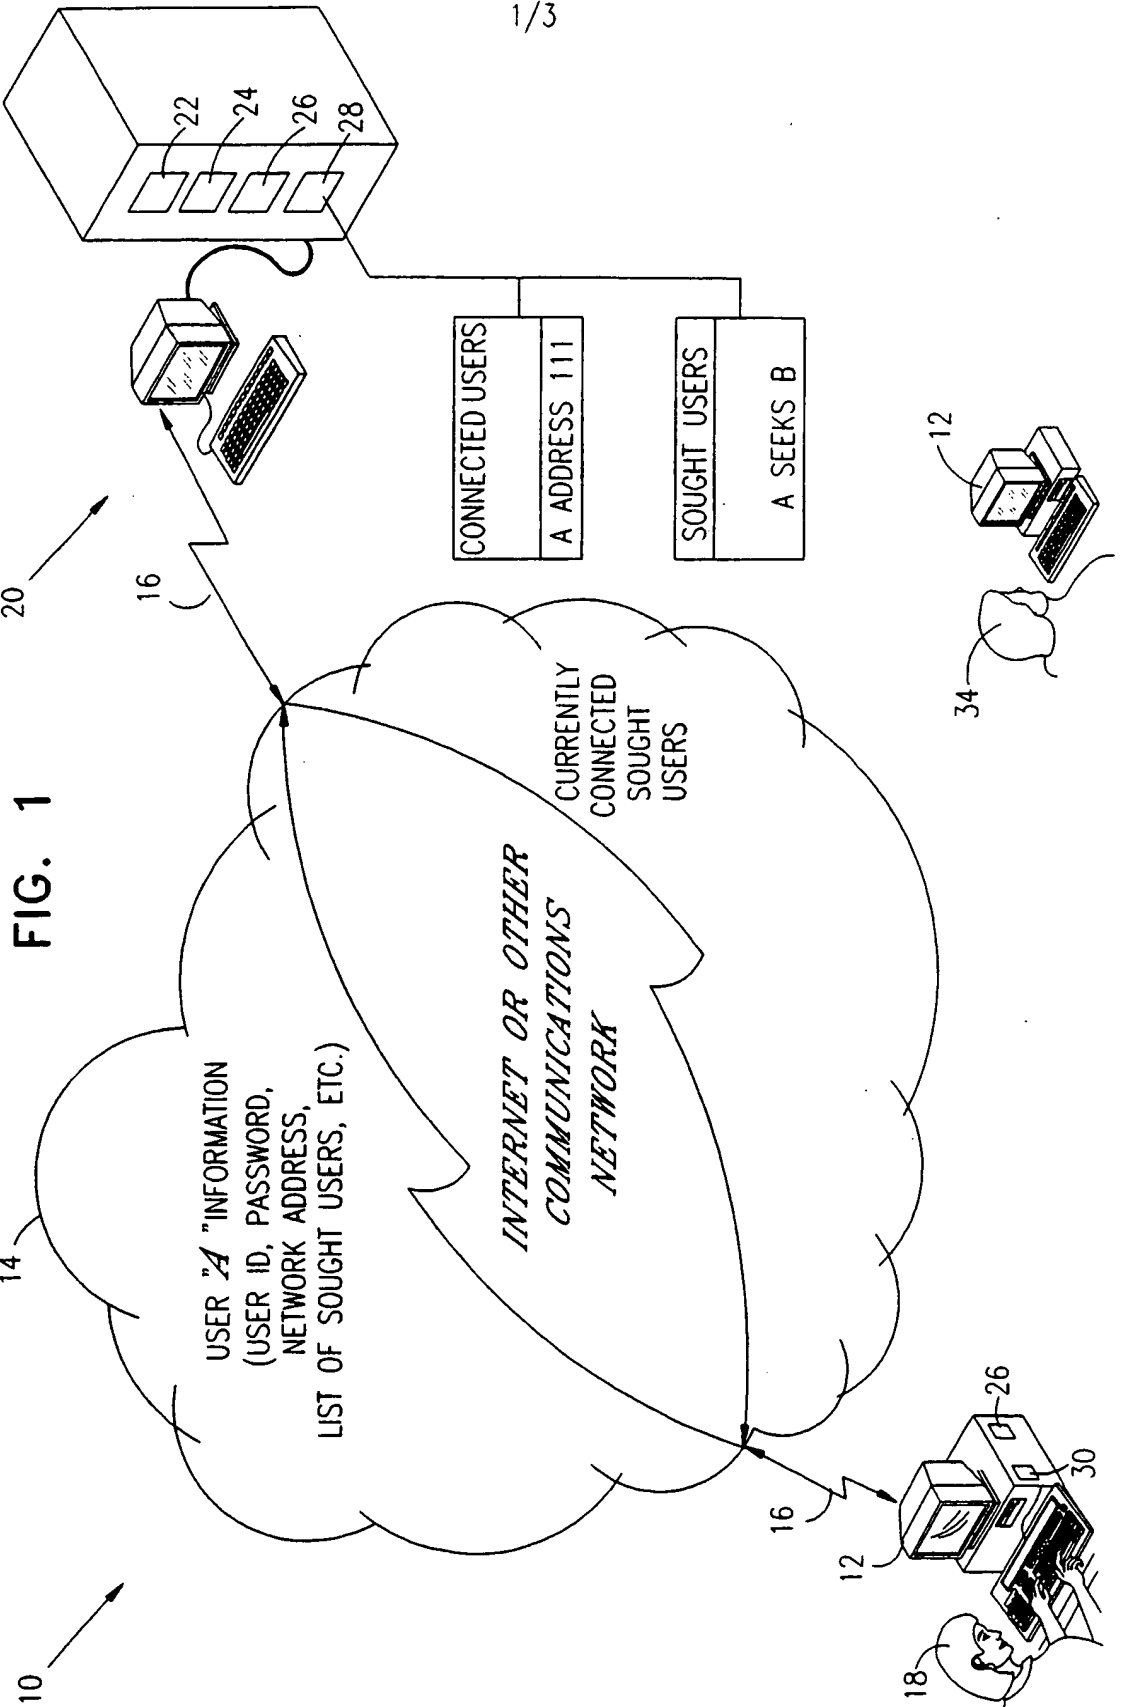 1/3
FIG. 1
10
14
20
16
22
24
26
28
USER "A" INFORMATION
(USER ID, PASSWORD,
NETWORK ADDRESS,
LIST OF SOUGHT USERS, ETC.)
INTERNET OR OTHER
COMMUNICATIONS
NETWORK
CURRENTLY
CONNECTED
SOUGHT
USERS
CONNECTED USERS
A ADDRESS 111
SOUGHT USERS
A SEEKS B
12
34
16
12
18
26
30